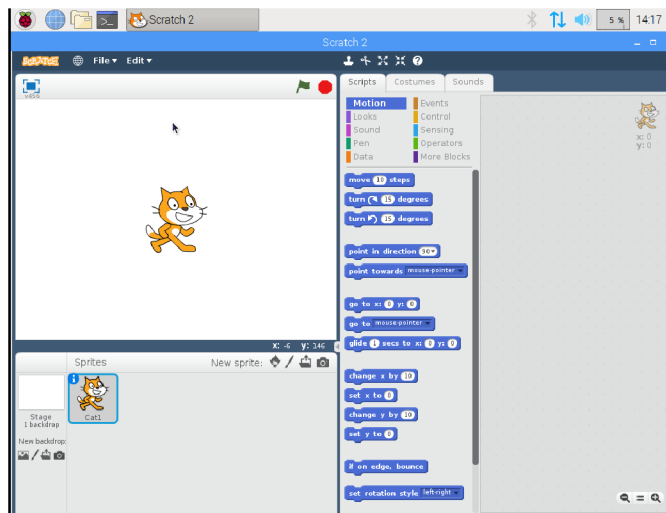 Scratch 2
5 %
14:17
Scratch 2
SCRATCH
File
Edit
v456
Scripts
Costumes
Sounds
Motion
Looks
Sound
Pen
Data
Events
Control
Sensing
Operators
More Blocks
x: 0
y: 0
move 10 steps
turn 15 degrees
turn 15 degrees
point in direction 90
point towards mouse-pointer
go to x: 0 y: 0
go to mouse-pointer
glide 1 secs to x: 0 y: 0
change x by 10
set x to 0
change y by 10
set y to 0
if on edge, bounce
set rotation style left-right
X: -6 Y: 146
Sprites
New sprite:
Stage
1 backdrop
New backdrop:
Cat1